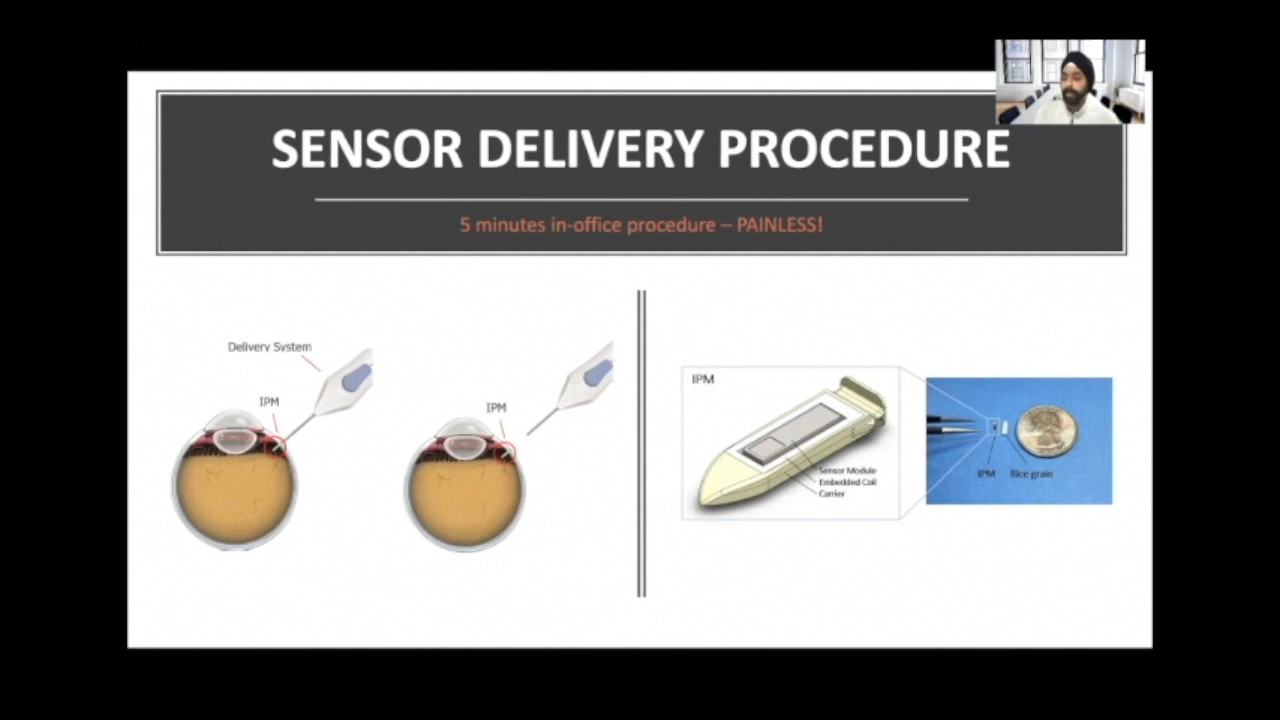 SENSOR DELIVERY PROCEDURE
5 minutes in-office procedure – PAINLESS!
Delivery System
IPM
IPM
IPM
Sensor Module
Embedded Coil
Carrier
IPM
Rice grain